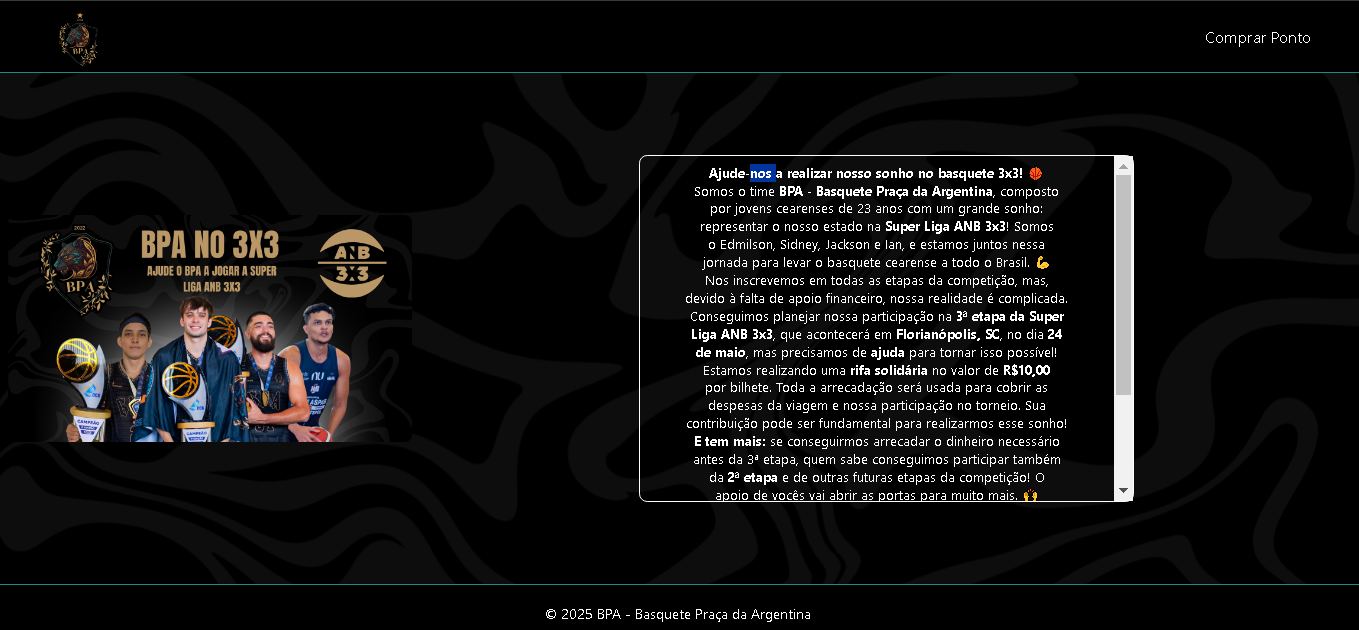 BPA
Comprar Ponto
2022
BPA
BPA NO 3X3
AJUDE O BPA A JOGAR A SUPER
LIGA ANB 3X3
ANB
3X3
CAMPEÃO
CAMPEÃO
Ajude-nos a realizar nosso sonho no basquete 3x3! 🏀
Somos o time BPA - Basquete Praça da Argentina, composto
por jovens cearenses de 23 anos com um grande sonho:
representar o nosso estado na Super Liga ANB 3x3! Somos
o Edmilson, Sidney, Jackson e Ian, e estamos juntos nessa
jornada para levar o basquete cearense a todo o Brasil. 💪
Nos inscrevemos em todas as etapas da competição, mas,
devido à falta de apoio financeiro, nossa realidade é complicada.
Conseguimos planejar nossa participação na 3ª etapa da Super
Liga ANB 3x3, que acontecerá em Florianópolis, SC, no dia 24
de maio, mas precisamos de ajuda para tornar isso possível!
Estamos realizando uma rifa solidária no valor de R$10,00
por bilhete. Toda a arrecadação será usada para cobrir as
despesas da viagem e nossa participação no torneio. Sua
contribuição pode ser fundamental para realizarmos esse sonho!
E tem mais: se conseguirmos arrecadar o dinheiro necessário
antes da 3ª etapa, quem sabe conseguimos participar também
da 2ª etapa e de outras futuras etapas da competição! O
apoio de vocês vai abrir as portas para muito mais. 🙌
© 2025 BPA - Basquete Praça da Argentina